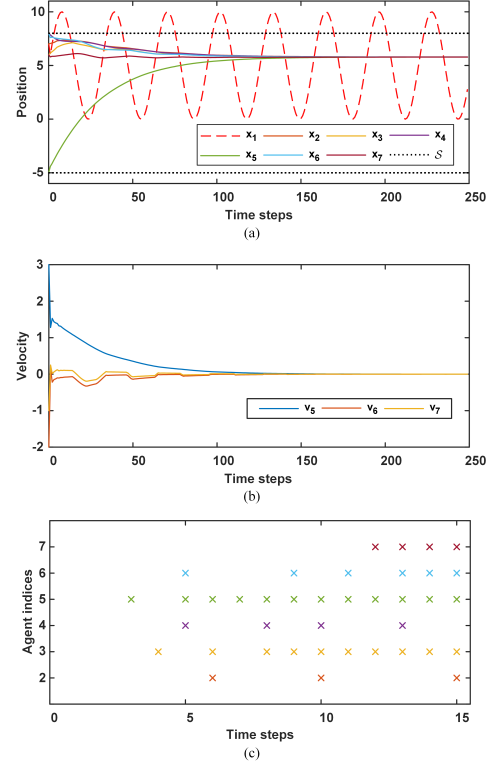 10
5
0
-5
Position
x1 x2 x3 x4
x5 x6 x7 𝒮
0 50 100 150 200 250
Time steps
(a)
3
2
1
0
-1
-2
Velocity
v5 v6 v7
0 50 100 150 200 250
Time steps
(b)
7
6
5
4
3
2
Agent indices
0 5 10 15
Time steps
(c)